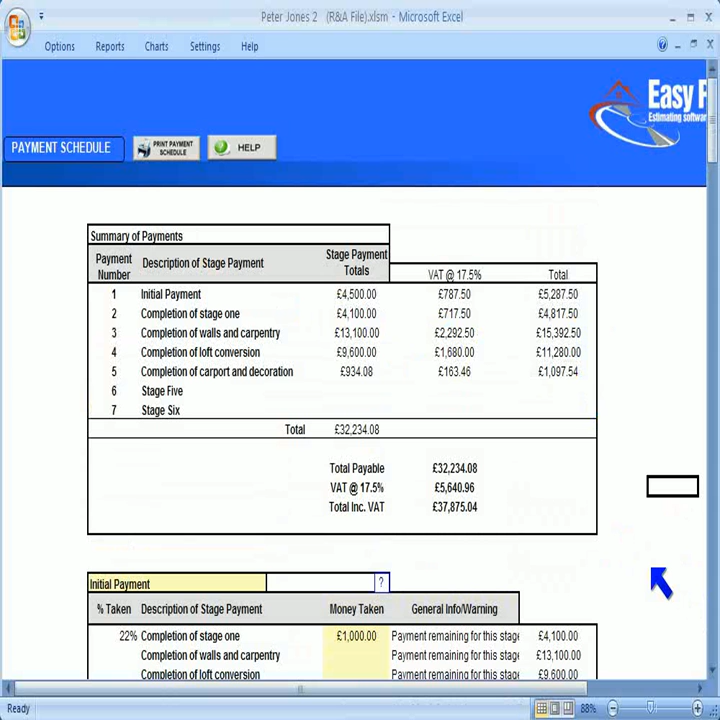 Peter Jones 2 (R&A File).xlsm - Microsoft Excel
Options Reports Charts Settings Help
Easy
Estimating software
PAYMENT SCHEDULE PRINT PAYMENT SCHEDULE HELP
Summary of Payments
Payment Number Description of Stage Payment Stage Payment Totals VAT @ 17.5% Total
1 Initial Payment £4,500.00 £787.50 £5,287.50
2 Completion of stage one £4,100.00 £717.50 £4,817.50
3 Completion of walls and carpentry £13,100.00 £2,292.50 £15,392.50
4 Completion of loft conversion £9,600.00 £1,680.00 £11,280.00
5 Completion of carport and decoration £934.08 £163.46 £1,097.54
6 Stage Five
7 Stage Six
Total £32,234.08
Total Payable £32,234.08
VAT @ 17.5% £5,640.96
Total Inc. VAT £37,875.04
Initial Payment ?
% Taken Description of Stage Payment Money Taken General Info/Warning
22% Completion of stage one £1,000.00 Payment remaining for this stage £4,100.00
Completion of walls and carpentry Payment remaining for this stage £13,100.00
Completion of loft conversion Payment remaining for this stage £9,600.00
Ready 88%